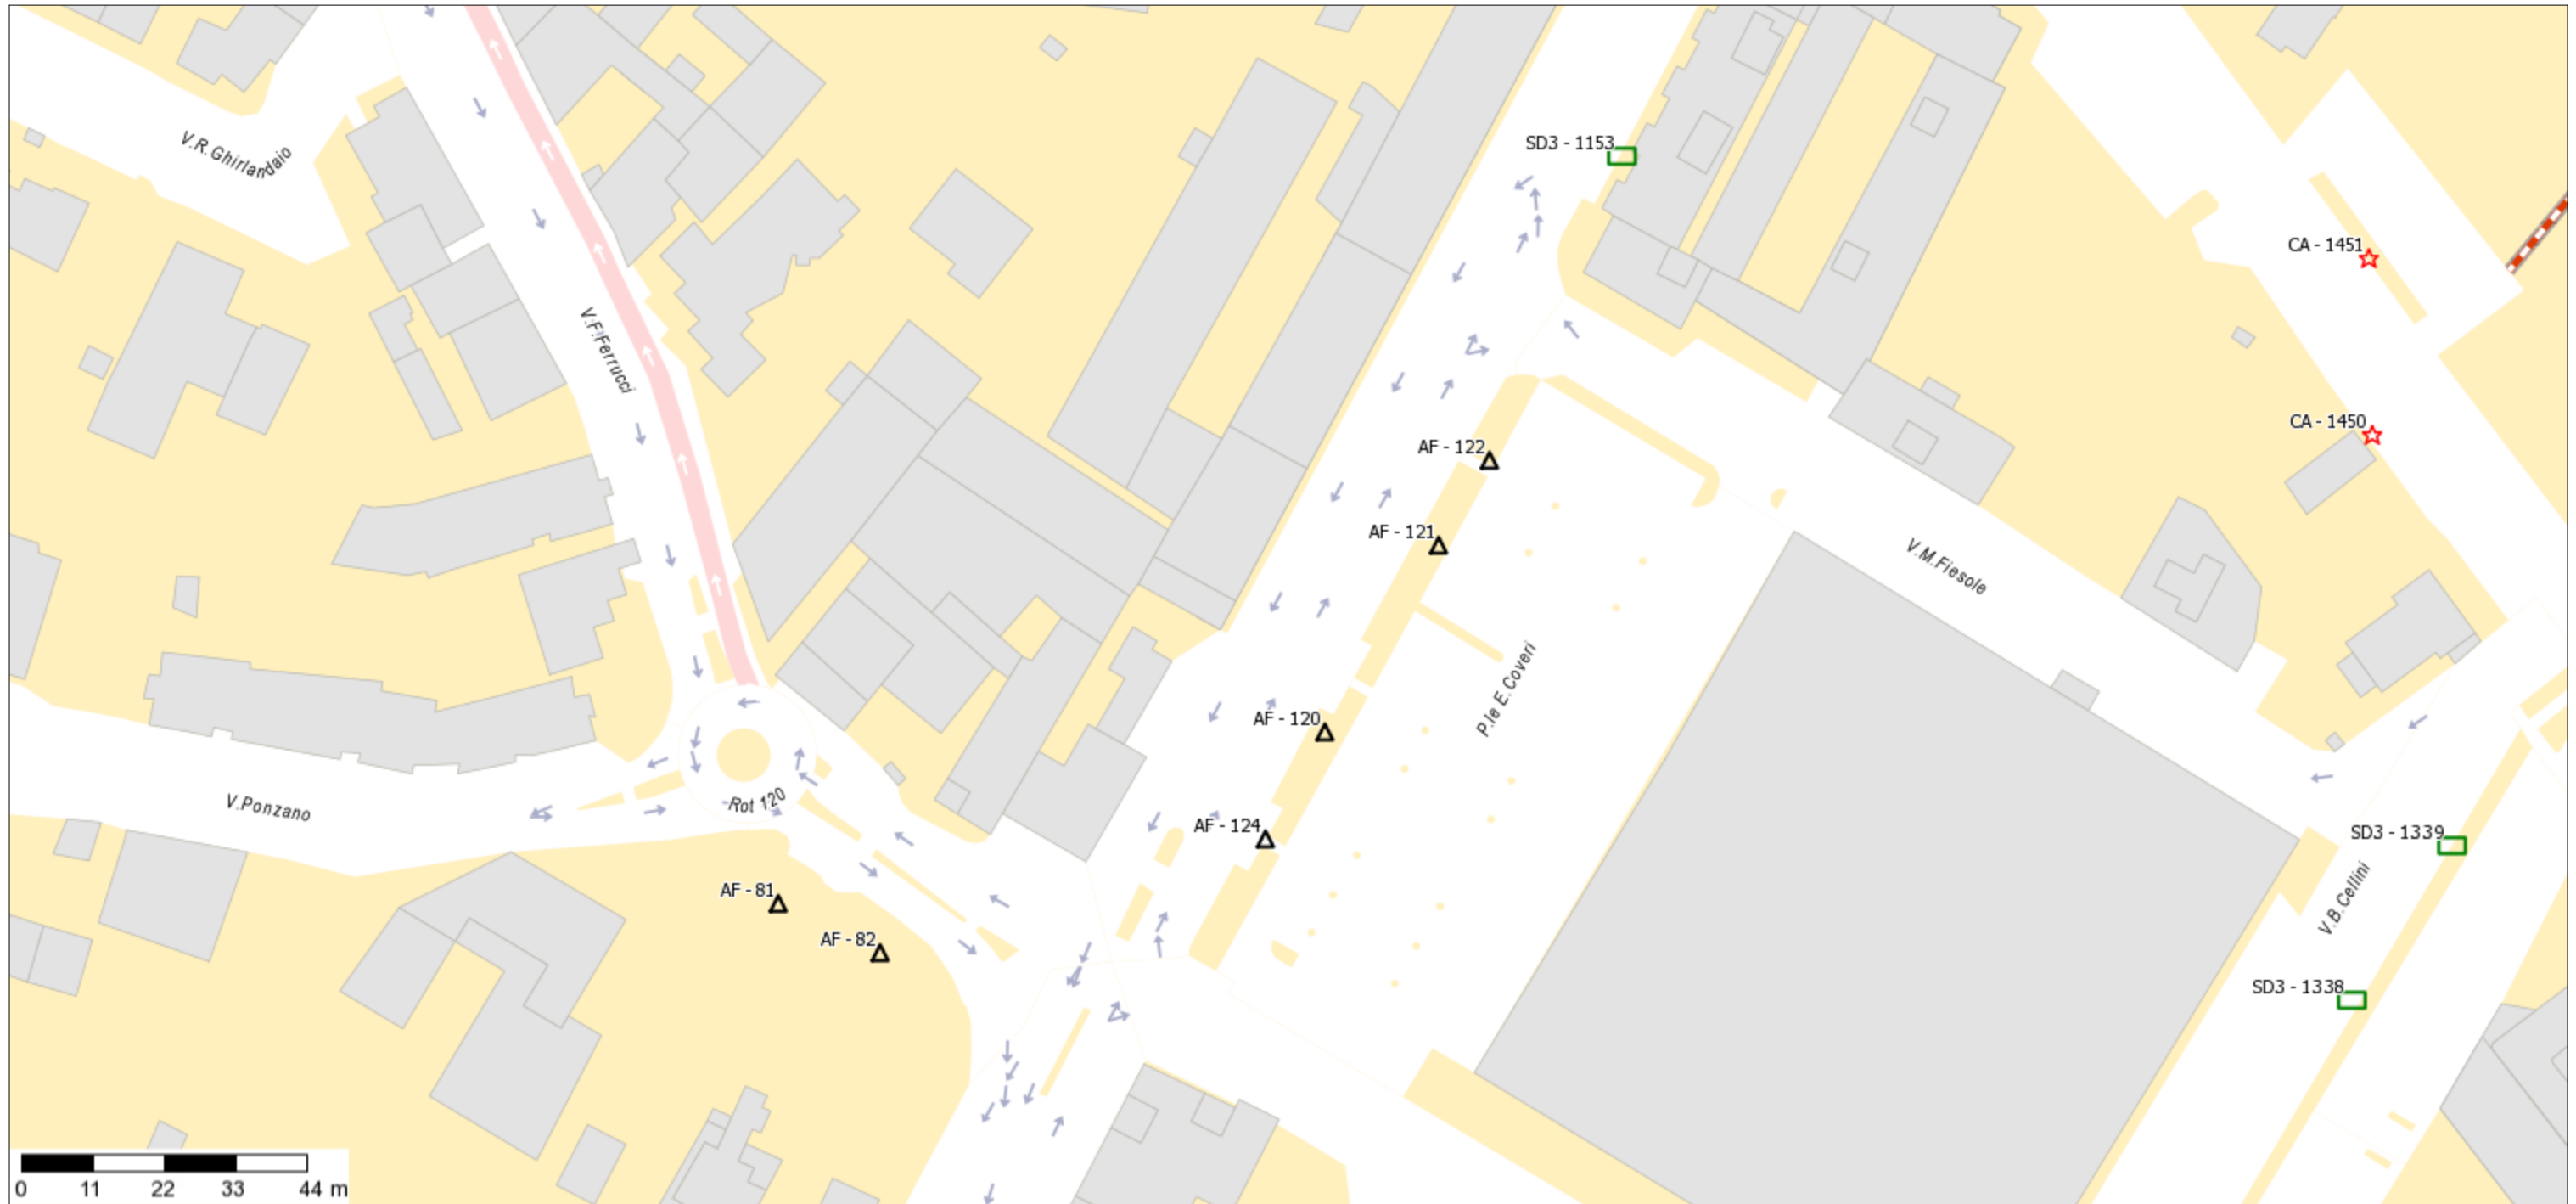 V.R.Ghirlandaio
SD3 - 1153
CA - 1451
V.F.Ferrucci
CA - 1450
AF - 122
AF - 121
V.M.Fiesole
P.le E. Coveri
AF - 120
Rot 120
V.Ponzano
AF - 124
SD3 - 1339
AF - 81
V.B.Cellini
AF - 82
SD3 - 1338
0 11 22 33 44 m